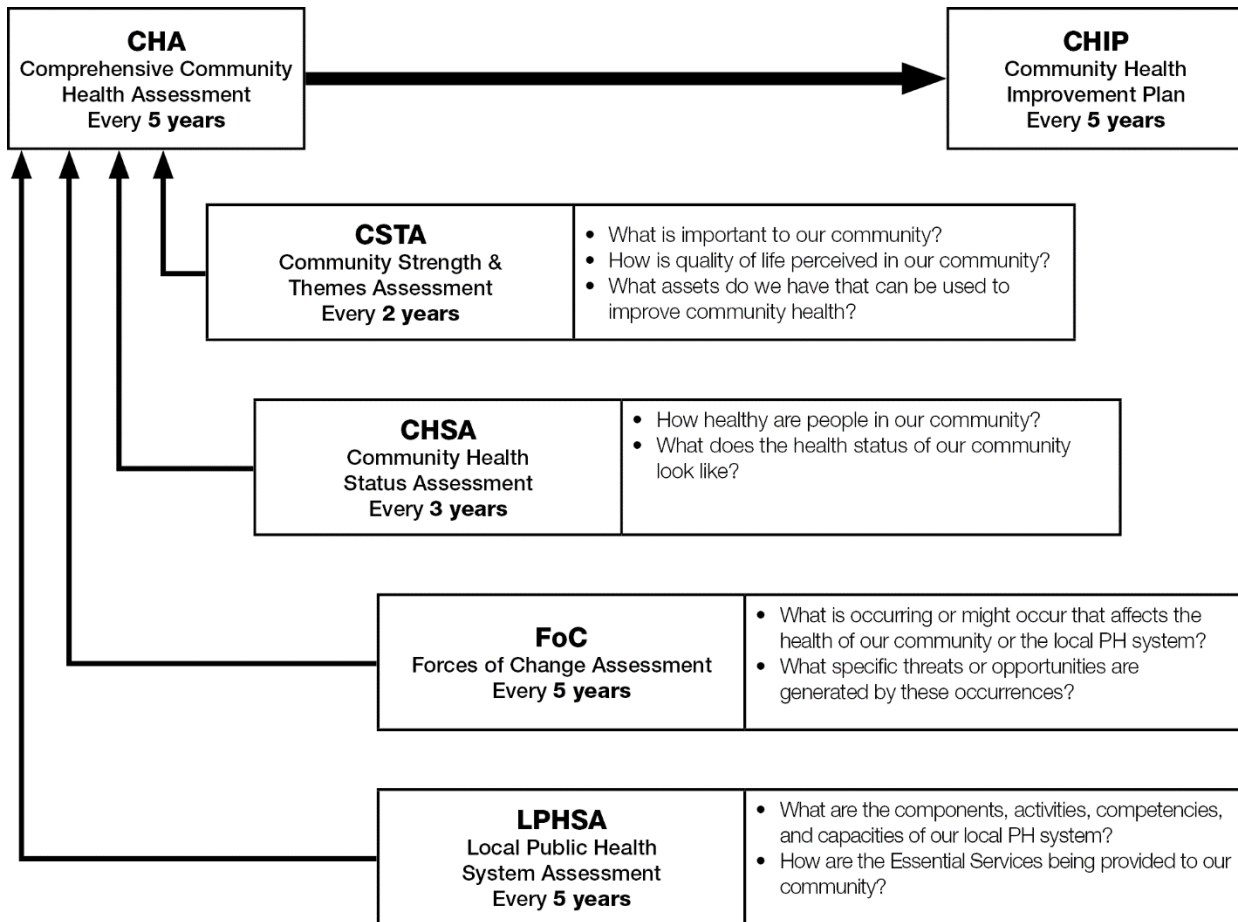 CHA
Comprehensive Community
Health Assessment
Every 5 years
CHIP
Community Health
Improvement Plan
Every 5 years
CSTA
Community Strength &
Themes Assessment
Every 2 years
• What is important to our community?
• How is quality of life perceived in our community?
• What assets do we have that can be used to
improve community health?
CHSA
Community Health
Status Assessment
Every 3 years
• How healthy are people in our community?
• What does the health status of our community
look like?
FoC
Forces of Change Assessment
Every 5 years
• What is occurring or might occur that affects the
health of our community or the local PH system?
• What specific threats or opportunities are
generated by these occurrences?
LPHSA
Local Public Health
System Assessment
Every 5 years
• What are the components, activities, competencies,
and capacities of our local PH system?
• How are the Essential Services being provided to our
community?